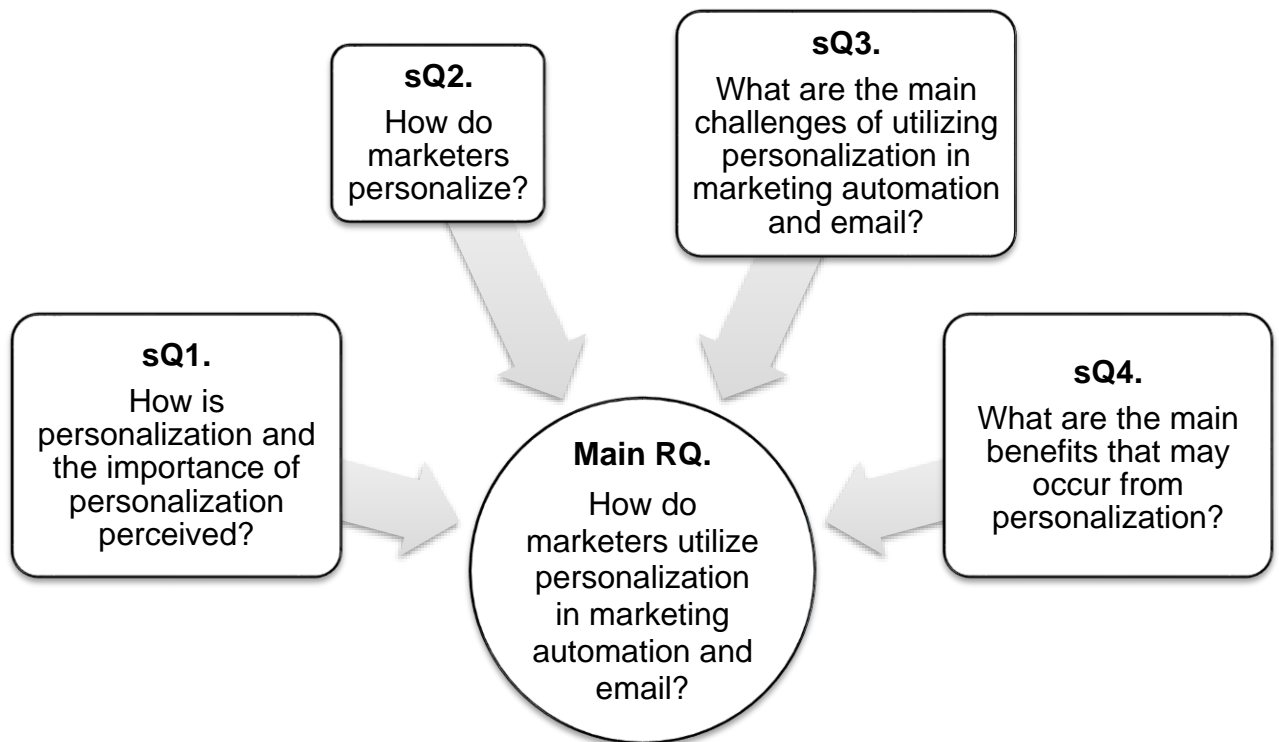 sQ1.
How is
personalization and
the importance of
personalization
perceived?
sQ2.
How do
marketers
personalize?
sQ3.
What are the main
challenges of utilizing
personalization in
marketing automation
and email?
sQ4.
What are the main
benefits that may
occur from
personalization?
Main RQ.
How do
marketers utilize
personalization
in marketing
automation and
email?